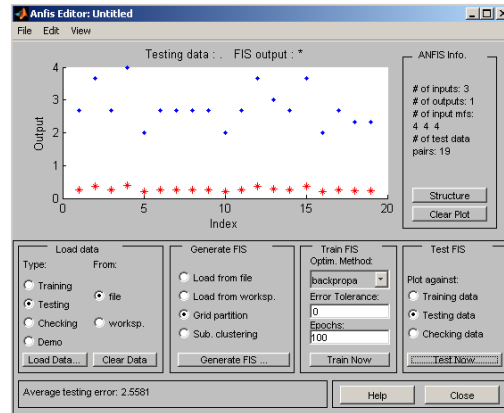 Anfis Editor: Untitled
File Edit View
Testing data : . FIS output : *
4
3
2
1
0
Output
0 5 10 15 20
Index
ANFIS Info.
# of inputs: 3
# of outputs: 1
# of input mfs:
4 4 4
# of test data
pairs: 19
Structure
Clear Plot
Load data
Type: From:
Training
Testing
Checking
Demo
file
worksp.
Load Data... Clear Data
Generate FIS
Load from file
Load from worksp.
Grid partition
Sub. clustering
Generate FIS ...
Train FIS
Optim. Method:
backpropa
Error Tolerance:
0
Epochs:
100
Train Now
Test FIS
Plot against:
Training data
Testing data
Checking data
Test Now
Average testing error: 2.5581
Help Close